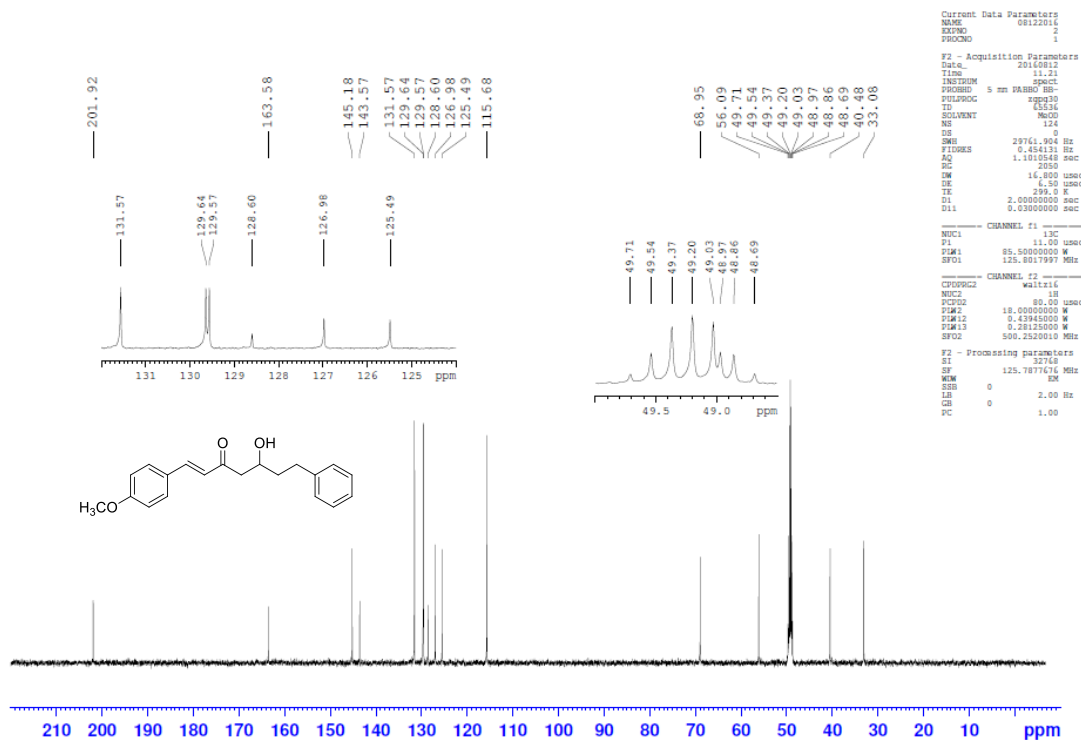 Current Data Parameters
NAME 08122016
EXPNO 2
PROCNO 1
F2 - Acquisition Parameters
Date_ 20160812
Time 11.21
INSTRUM spect
PROBHD 5 mm PABBO BB-
PULPROG zgpg30
TD 65536
SOLVENT MeOD
NS 124
DS 0
SWH 29761.904 Hz
FIDRES 0.454131 Hz
AQ 1.1010548 sec
RG 2050
DW 16.800 usec
DE 6.50 usec
TE 299.0 K
D1 2.00000000 sec
D11 0.03000000 sec
======== CHANNEL f1 ========
NUC1 13C
P1 11.00 usec
PLW1 85.50000000 W
SFO1 125.8017997 MHz
======== CHANNEL f2 ========
CPDPRG2 waltz16
NUC2 1H
PCPD2 80.00 usec
PLW2 18.00000000 W
PLW12 0.43945000 W
PLW13 0.28125000 W
SFO2 500.2520010 MHz
F2 - Processing parameters
SI 32768
SF 125.7877676 MHz
WDW EM
SSB 0
LB 2.00 Hz
GB 0
PC 1.00
201.92
163.58
145.18
143.57
131.57
129.64
129.57
128.60
126.98
125.49
115.68
68.95
56.09
49.71
49.54
49.37
49.20
49.03
48.97
48.86
48.69
40.48
33.08
131.57
129.64
129.57
128.60
126.98
125.49
131 130 129 128 127 126 125 ppm
49.71
49.54
49.37
49.20
49.03
48.97
48.86
48.69
49.5 49.0 ppm
O OH
H3CO
210 200 190 180 170 160 150 140 130 120 110 100 90 80 70 60 50 40 30 20 10 ppm